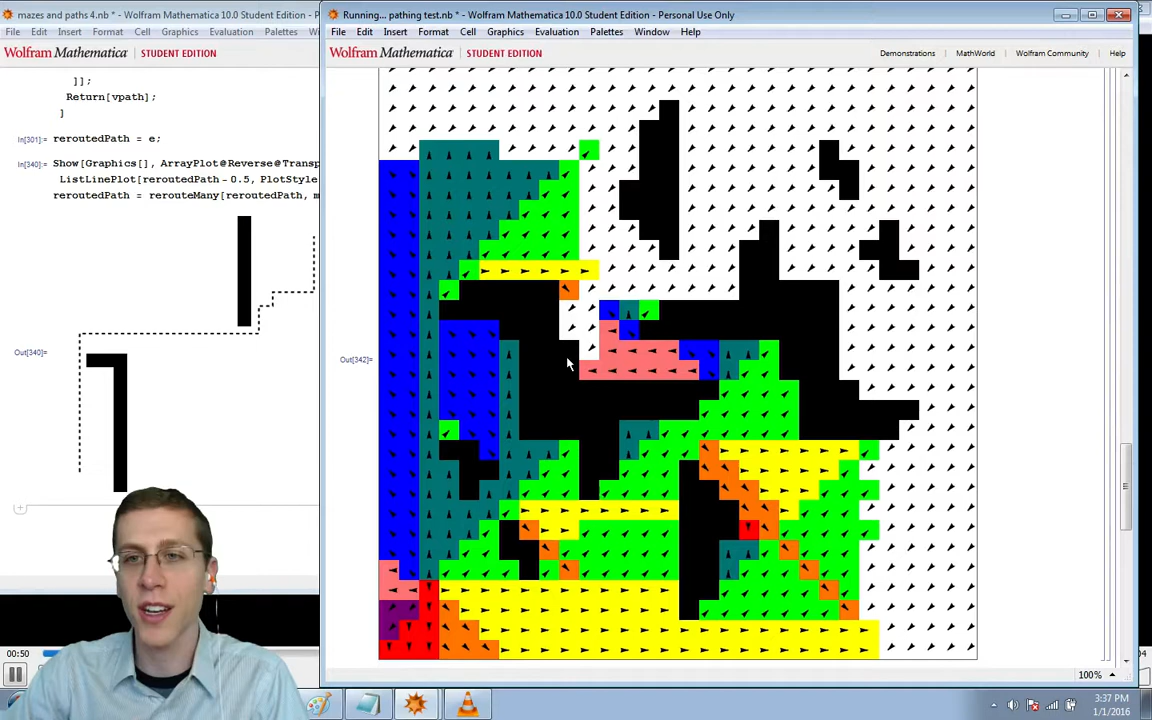 mazes and paths 4.nb * - Wolfram Mathematica 10.0 Student Edition
File Edit Insert Format Cell Graphics Evaluation Palettes
Wolfram Mathematica STUDENT EDITION
]];
Return[vpath];
]
In[301]:= reroutedPath = e;
In[340]:= Show[Graphics[], ArrayPlot@Reverse@Transp
ListLinePlot[reroutedPath - 0.5, PlotStyle
reroutedPath = rerouteMany[reroutedPath, m
Out[340]=
Running... pathing test.nb * - Wolfram Mathematica 10.0 Student Edition - Personal Use Only
File Edit Insert Format Cell Graphics Evaluation Palettes Window Help
Wolfram Mathematica STUDENT EDITION
Demonstrations MathWorld Wolfram Community Help
Out[342]=
100%
00:50
04
3:37 PM
1/1/2016